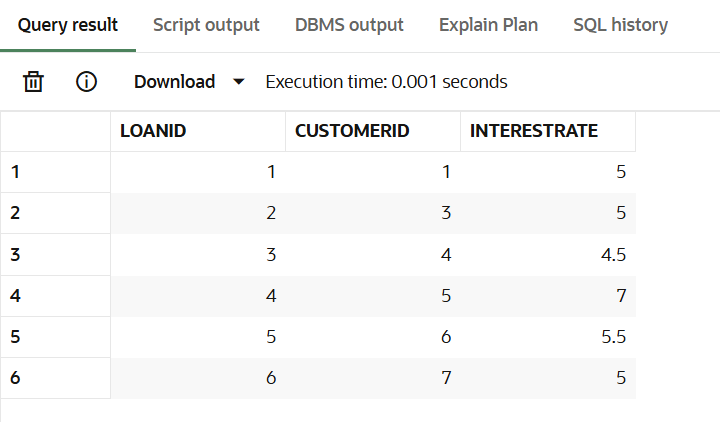 Query result Script output DBMS output Explain Plan SQL history
Download Execution time: 0.001 seconds
LOANID CUSTOMERID INTERESTRATE
1 1 1 5
2 2 3 5
3 3 4 4.5
4 4 5 7
5 5 6 5.5
6 6 7 5